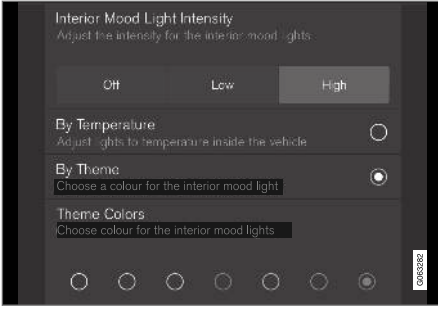 Interior Mood Light Intensity
Adjust the intensity for the interior mood lights
Off Low High
By Temperature
Adjust lights to temperature inside the vehicle
By Theme
Choose a colour for the interior mood light
Theme Colors
Choose colour for the interior mood lights
G063282